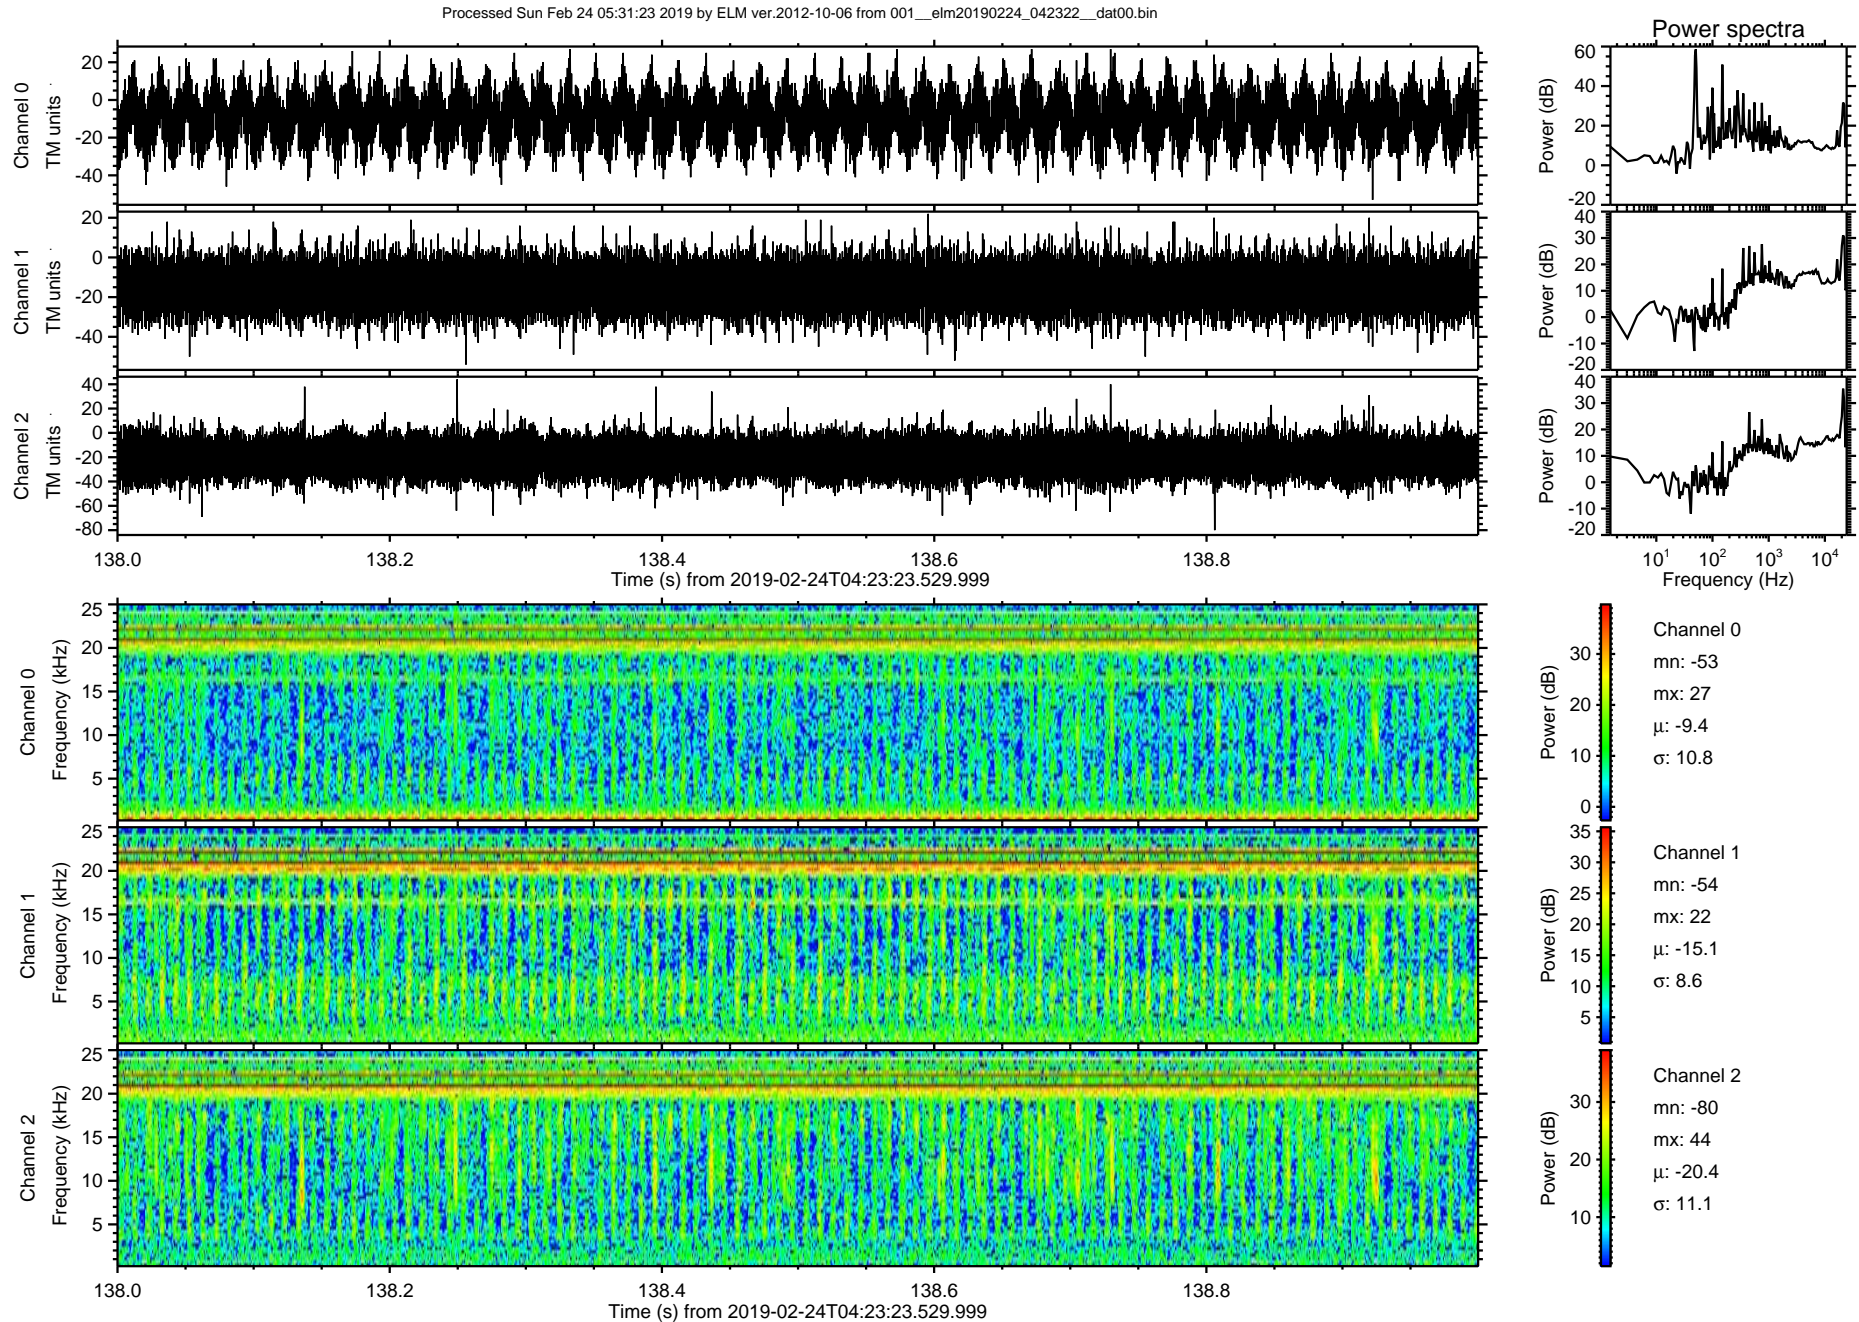 Processed Sun Feb 24 05:31:23 2019 by ELM ver.2012-10-06 from 001__elm20190224_042322__dat00.bin
Power spectra
Channel 0
TM units
20
0
-20
-40
Power (dB)
60
40
20
0
-20
Channel 1
TM units
20
0
-20
-40
Power (dB)
40
30
20
10
0
-10
-20
Channel 2
TM units
40
20
0
-20
-40
-60
-80
Power (dB)
40
30
20
10
0
-10
-20
138.0 138.2 138.4 138.6 138.8
Time (s) from 2019-02-24T04:23:23.529.999
10¹ 10² 10³ 10⁴
Frequency (Hz)
Channel 0
Frequency (kHz)
25
20
15
10
5
Power (dB)
30
20
10
0
Channel 0
mn: -53
mx: 27
μ: -9.4
σ: 10.8
Channel 1
Frequency (kHz)
25
20
15
10
5
Power (dB)
35
30
25
20
15
10
5
Channel 1
mn: -54
mx: 22
μ: -15.1
σ: 8.6
Channel 2
Frequency (kHz)
25
20
15
10
5
Power (dB)
30
20
10
Channel 2
mn: -80
mx: 44
μ: -20.4
σ: 11.1
138.0 138.2 138.4 138.6 138.8
Time (s) from 2019-02-24T04:23:23.529.999